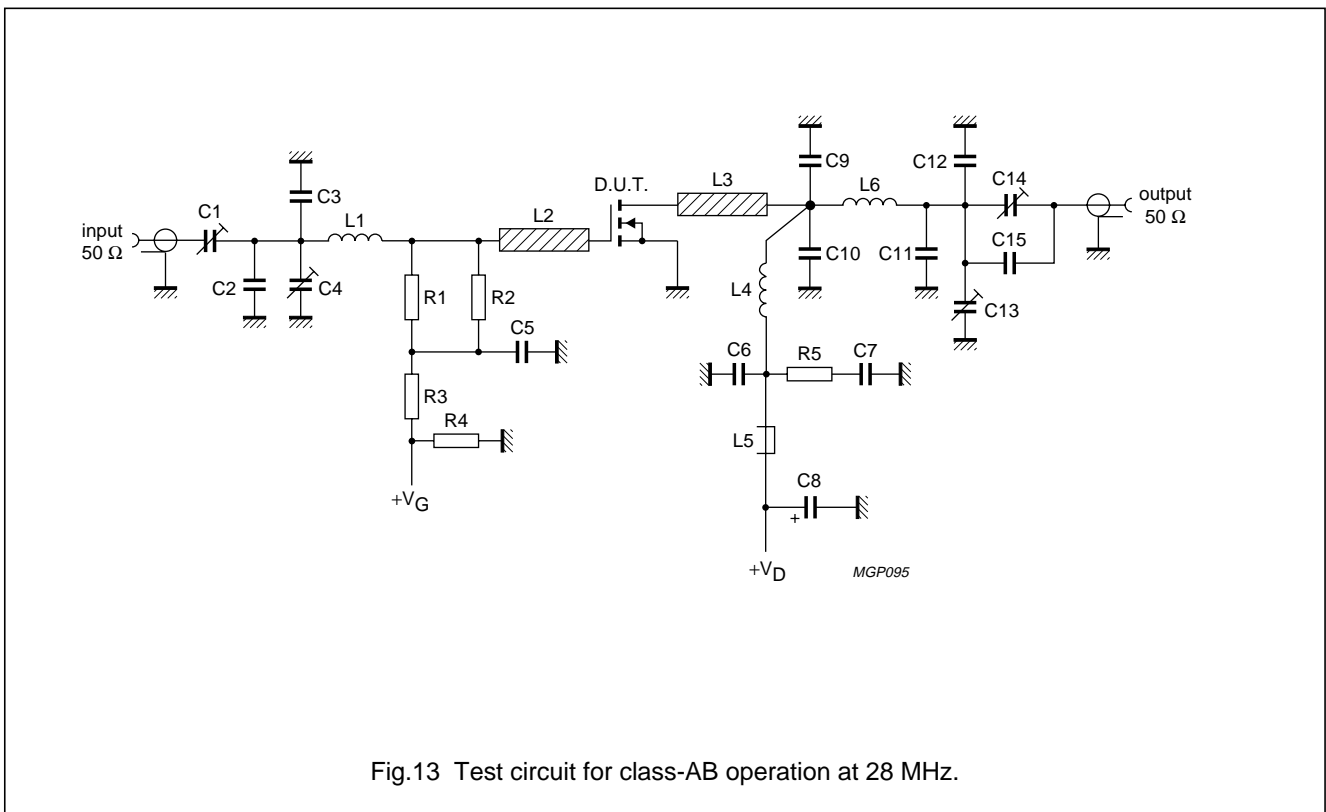 C9
C12
D.U.T.
L3
L6
C14
output
50 Ω
C3
C1
L1
L2
input
50 Ω
C15
C10
C11
C2
C4
R1
R2
L4
C13
C5
C6
R5
C7
R3
R4
L5
C8
+VG
+
+VD
MGP095
Fig.13 Test circuit for class-AB operation at 28 MHz.